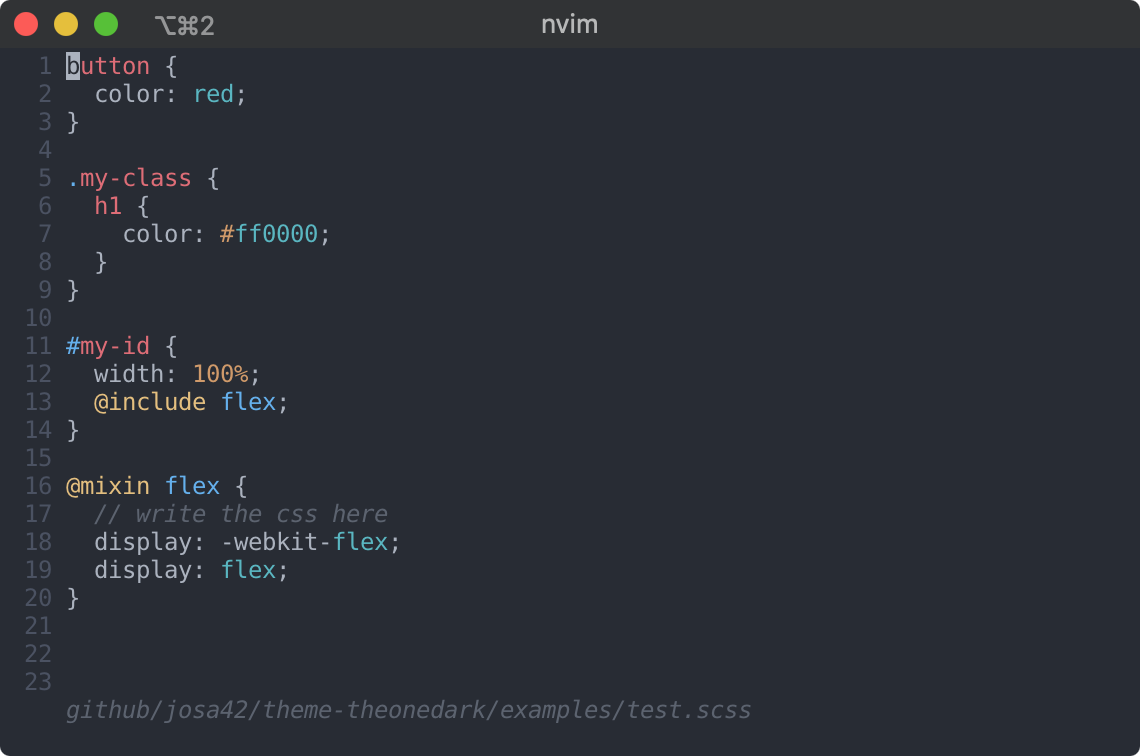 ⌥⌘2 nvim
1 button {
2   color: red;
3 }
4
5 .my-class {
6   h1 {
7     color: #ff0000;
8   }
9 }
10
11 #my-id {
12   width: 100%;
13   @include flex;
14 }
15
16 @mixin flex {
17   // write the css here
18   display: -webkit-flex;
19   display: flex;
20 }
21
22
23
github/josa42/theme-theonedark/examples/test.scss